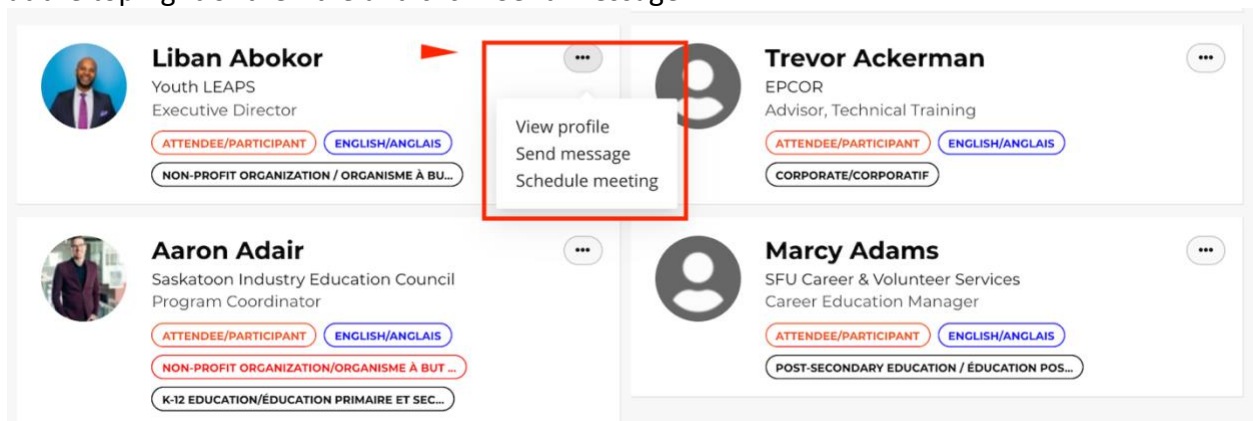 Liban Abokor
Youth LEAPS
Executive Director
ATTENDEE/PARTICIPANT ENGLISH/ANGLAIS
NON-PROFIT ORGANIZATION / ORGANISME À BU...
View profile
Send message
Schedule meeting
Trevor Ackerman
EPCOR
Advisor, Technical Training
ATTENDEE/PARTICIPANT ENGLISH/ANGLAIS
CORPORATE/CORPORATIF
Aaron Adair
Saskatoon Industry Education Council
Program Coordinator
ATTENDEE/PARTICIPANT ENGLISH/ANGLAIS
NON-PROFIT ORGANIZATION/ORGANISME À BUT ...
K-12 EDUCATION/ÉDUCATION PRIMAIRE ET SEC...
Marcy Adams
SFU Career & Volunteer Services
Career Education Manager
ATTENDEE/PARTICIPANT ENGLISH/ANGLAIS
POST-SECONDARY EDUCATION / ÉDUCATION POS...